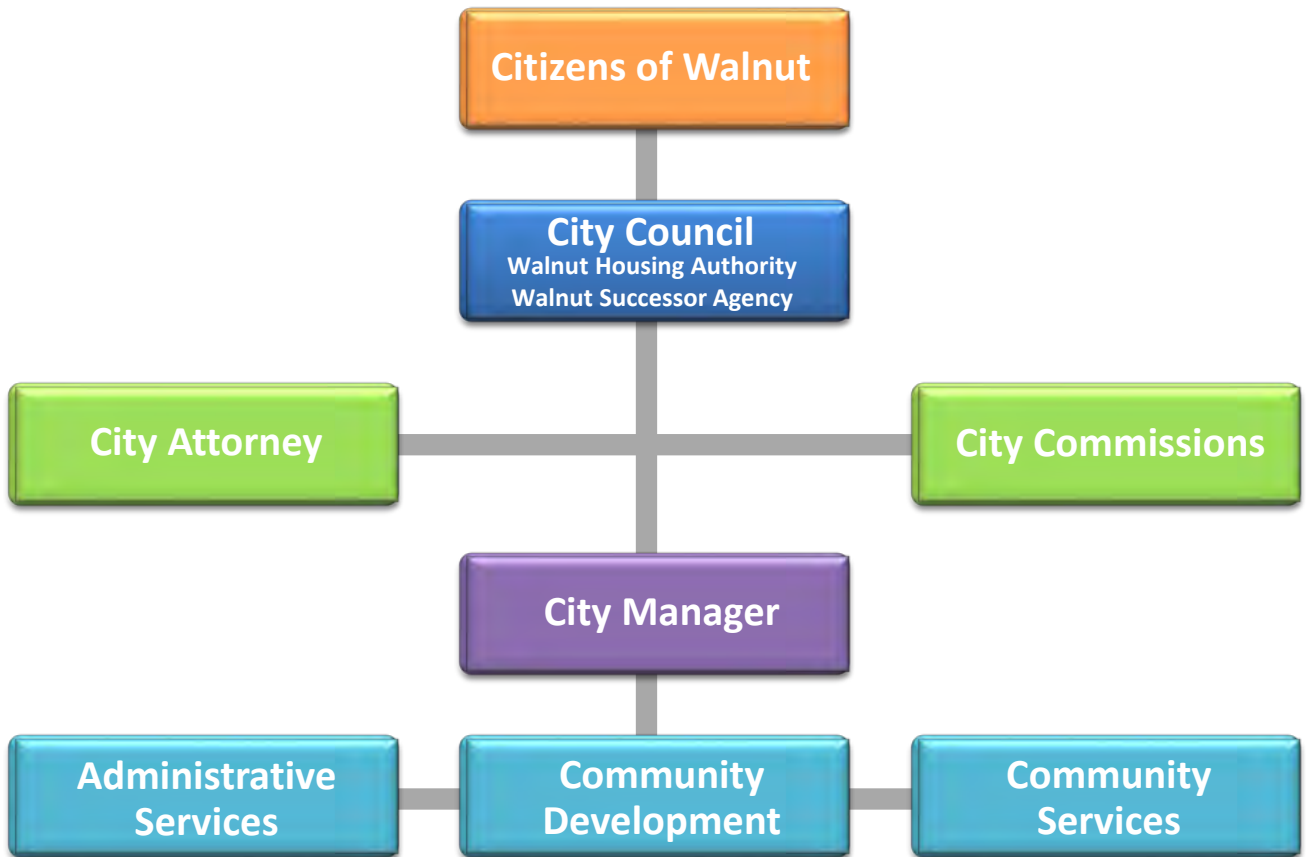 Citizens of Walnut
City Council
Walnut Housing Authority
Walnut Successor Agency
City Attorney
City Commissions
City Manager
Administrative
Services
Community
Development
Community
Services